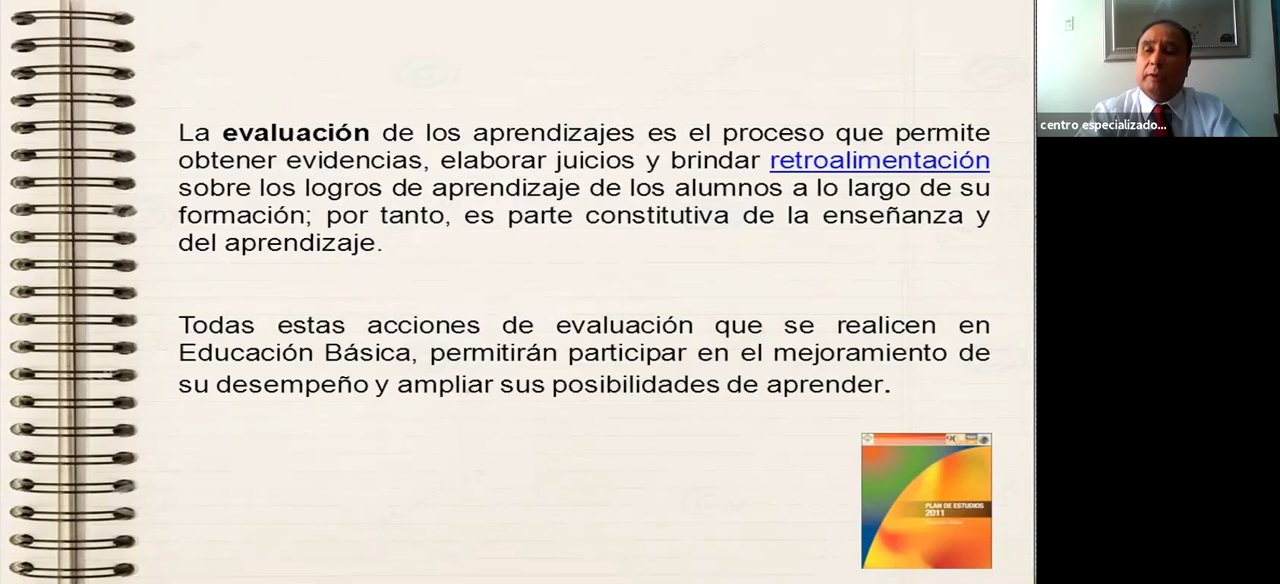 La evaluación de los aprendizajes es el proceso que permite
obtener evidencias, elaborar juicios y brindar retroalimentación
sobre los logros de aprendizaje de los alumnos a lo largo de su
formación; por tanto, es parte constitutiva de la enseñanza y
del aprendizaje.
Todas estas acciones de evaluación que se realicen en
Educación Básica, permitirán participar en el mejoramiento de
su desempeño y ampliar sus posibilidades de aprender.
PLAN DE ESTUDIOS
2011
centro especializado...